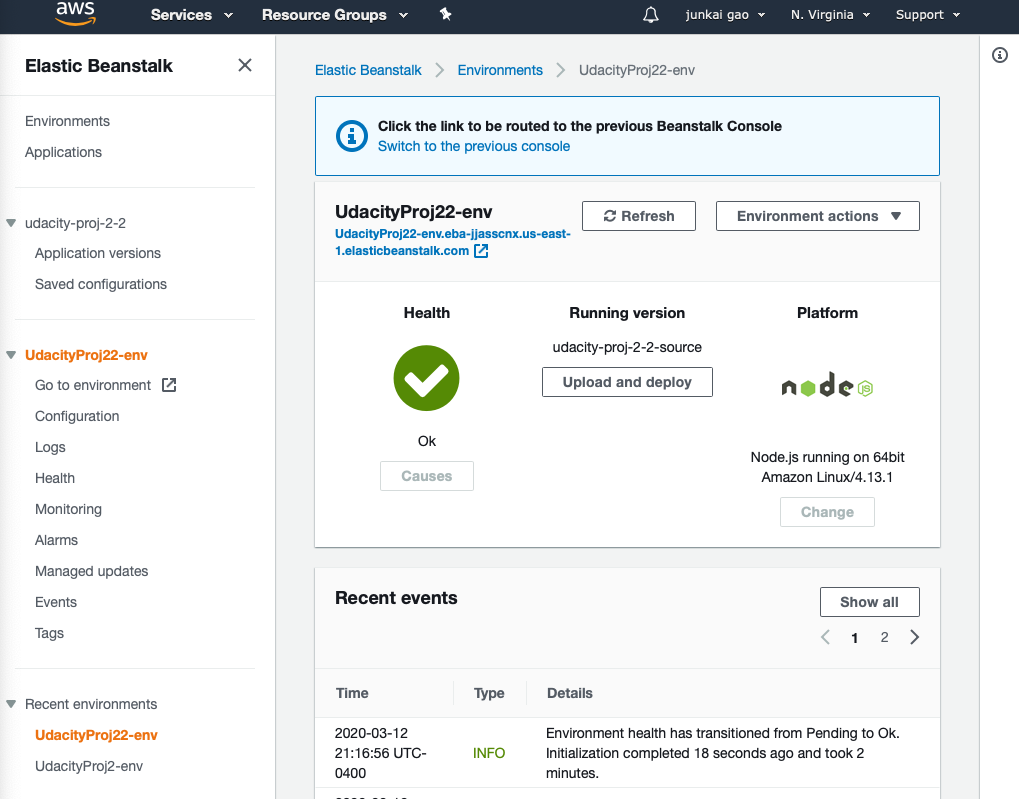 aws
Services
Resource Groups
junkai gao
N. Virginia
Support
Elastic Beanstalk
Environments
Applications
udacity-proj-2-2
Application versions
Saved configurations
UdacityProj22-env
Go to environment
Configuration
Logs
Health
Monitoring
Alarms
Managed updates
Events
Tags
Recent environments
UdacityProj22-env
UdacityProj2-env
Elastic Beanstalk
Environments
UdacityProj22-env
Click the link to be routed to the previous Beanstalk Console
Switch to the previous console
UdacityProj22-env
UdacityProj22-env.eba-jjasscnx.us-east-
1.elasticbeanstalk.com
Refresh
Environment actions
Health
Ok
Causes
Running version
udacity-proj-2-2-source
Upload and deploy
Platform
node JS
Node.js running on 64bit
Amazon Linux/4.13.1
Change
Recent events
Show all
1 2
Time Type Details
2020-03-12
21:16:56 UTC-
0400
INFO
Environment health has transitioned from Pending to Ok.
Initialization completed 18 seconds ago and took 2
minutes.